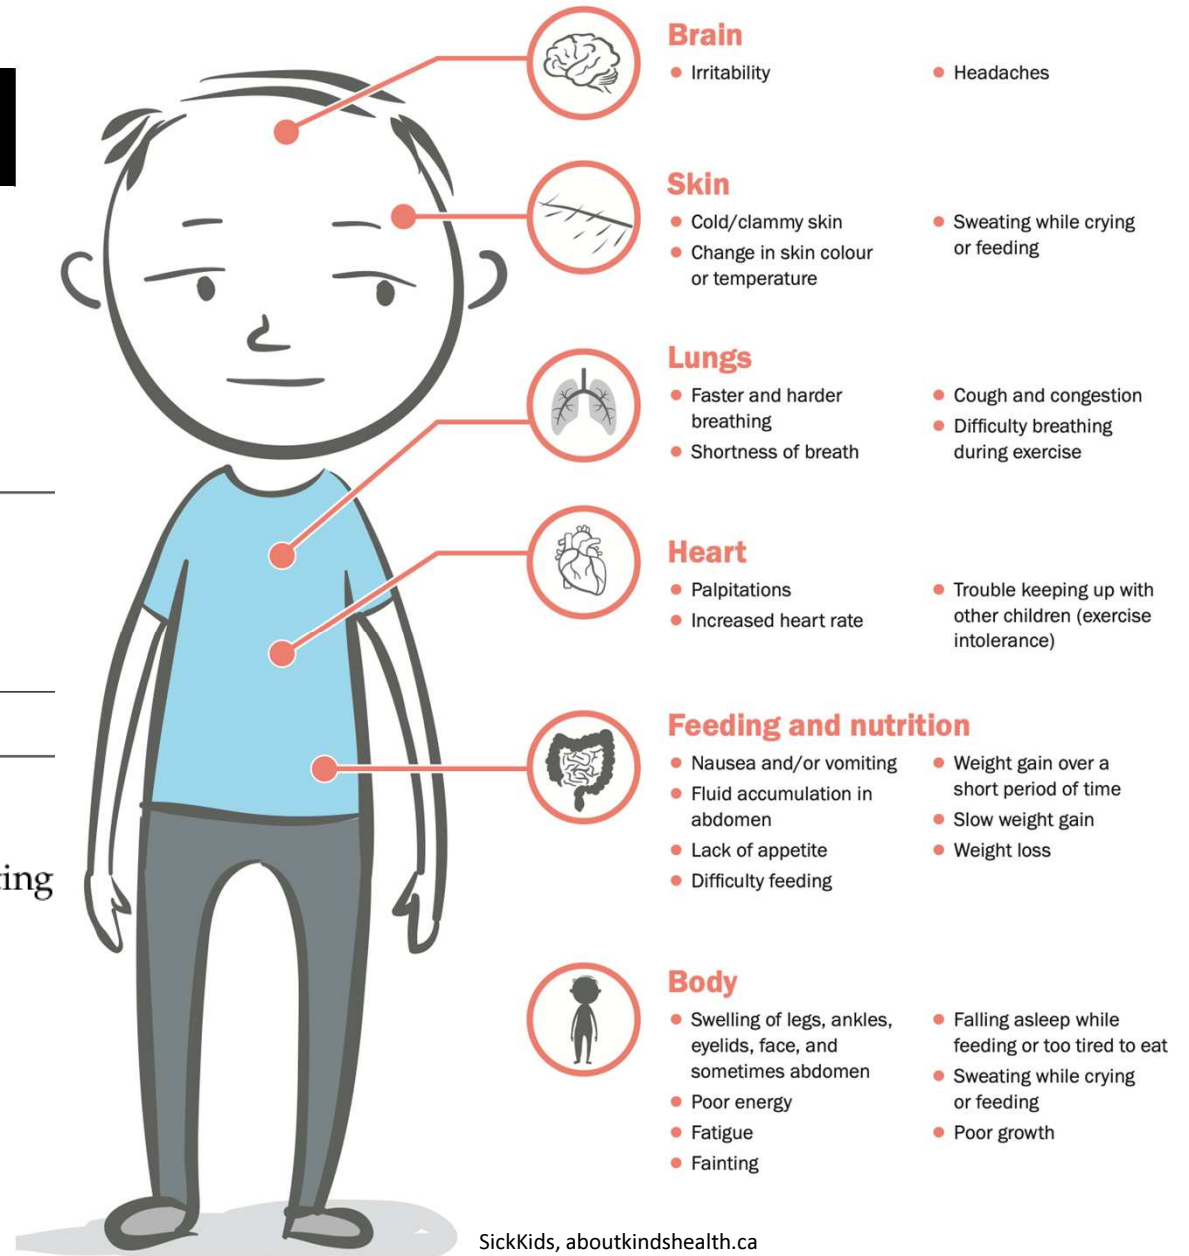 Brain
• Irritability
• Headaches
Skin
• Cold/clammy skin
• Change in skin colour
or temperature
• Sweating while crying
or feeding
Lungs
• Faster and harder
breathing
• Shortness of breath
• Cough and congestion
• Difficulty breathing
during exercise
Heart
• Palpitations
• Increased heart rate
• Trouble keeping up with
other children (exercise
intolerance)
Feeding and nutrition
• Nausea and/or vomiting
• Fluid accumulation in
abdomen
• Lack of appetite
• Difficulty feeding
• Weight gain over a
short period of time
• Slow weight gain
• Weight loss
Body
• Swelling of legs, ankles,
eyelids, face, and
sometimes abdomen
• Poor energy
• Fatigue
• Fainting
• Falling asleep while
feeding or too tired to eat
• Sweating while crying
or feeding
• Poor growth
SickKids, aboutkindshealth.ca